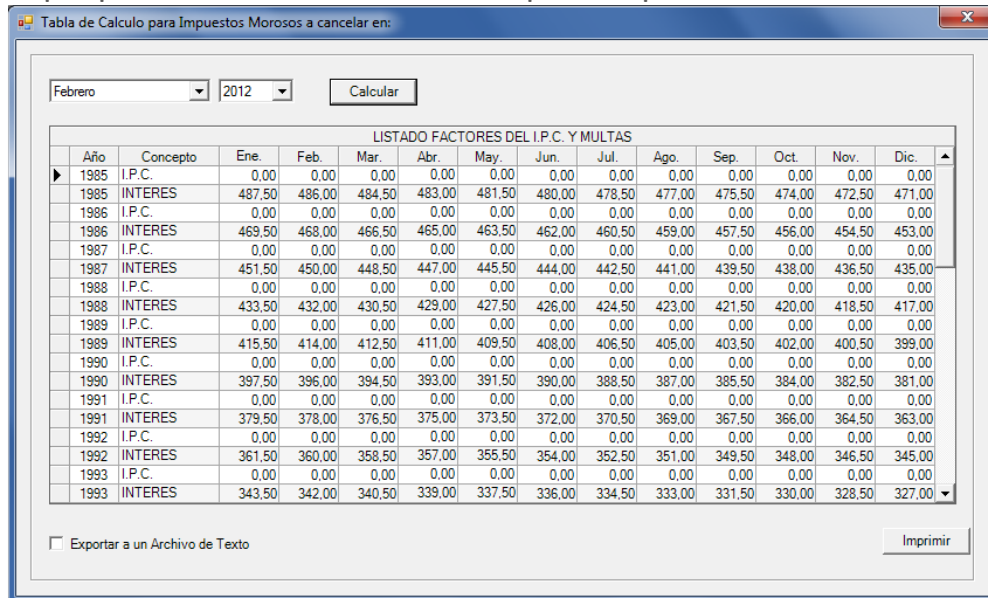 Tabla de Calculo para Impuestos Morosos a cancelar en:
Febrero 2012 Calcular
LISTADO FACTORES DEL I.P.C. Y MULTAS
Año Concepto Ene. Feb. Mar. Abr. May. Jun. Jul. Ago. Sep. Oct. Nov. Dic.
1985 I.P.C. 0,00 0,00 0,00 0,00 0,00 0,00 0,00 0,00 0,00 0,00 0,00 0,00
1985 INTERES 487,50 486,00 484,50 483,00 481,50 480,00 478,50 477,00 475,50 474,00 472,50 471,00
1986 I.P.C. 0,00 0,00 0,00 0,00 0,00 0,00 0,00 0,00 0,00 0,00 0,00 0,00
1986 INTERES 469,50 468,00 466,50 465,00 463,50 462,00 460,50 459,00 457,50 456,00 454,50 453,00
1987 I.P.C. 0,00 0,00 0,00 0,00 0,00 0,00 0,00 0,00 0,00 0,00 0,00 0,00
1987 INTERES 451,50 450,00 448,50 447,00 445,50 444,00 442,50 441,00 439,50 438,00 436,50 435,00
1988 I.P.C. 0,00 0,00 0,00 0,00 0,00 0,00 0,00 0,00 0,00 0,00 0,00 0,00
1988 INTERES 433,50 432,00 430,50 429,00 427,50 426,00 424,50 423,00 421,50 420,00 418,50 417,00
1989 I.P.C. 0,00 0,00 0,00 0,00 0,00 0,00 0,00 0,00 0,00 0,00 0,00 0,00
1989 INTERES 415,50 414,00 412,50 411,00 409,50 408,00 406,50 405,00 403,50 402,00 400,50 399,00
1990 I.P.C. 0,00 0,00 0,00 0,00 0,00 0,00 0,00 0,00 0,00 0,00 0,00 0,00
1990 INTERES 397,50 396,00 394,50 393,00 391,50 390,00 388,50 387,00 385,50 384,00 382,50 381,00
1991 I.P.C. 0,00 0,00 0,00 0,00 0,00 0,00 0,00 0,00 0,00 0,00 0,00 0,00
1991 INTERES 379,50 378,00 376,50 375,00 373,50 372,00 370,50 369,00 367,50 366,00 364,50 363,00
1992 I.P.C. 0,00 0,00 0,00 0,00 0,00 0,00 0,00 0,00 0,00 0,00 0,00 0,00
1992 INTERES 361,50 360,00 358,50 357,00 355,50 354,00 352,50 351,00 349,50 348,00 346,50 345,00
1993 I.P.C. 0,00 0,00 0,00 0,00 0,00 0,00 0,00 0,00 0,00 0,00 0,00 0,00
1993 INTERES 343,50 342,00 340,50 339,00 337,50 336,00 334,50 333,00 331,50 330,00 328,50 327,00
Exportar a un Archivo de Texto
Imprimir